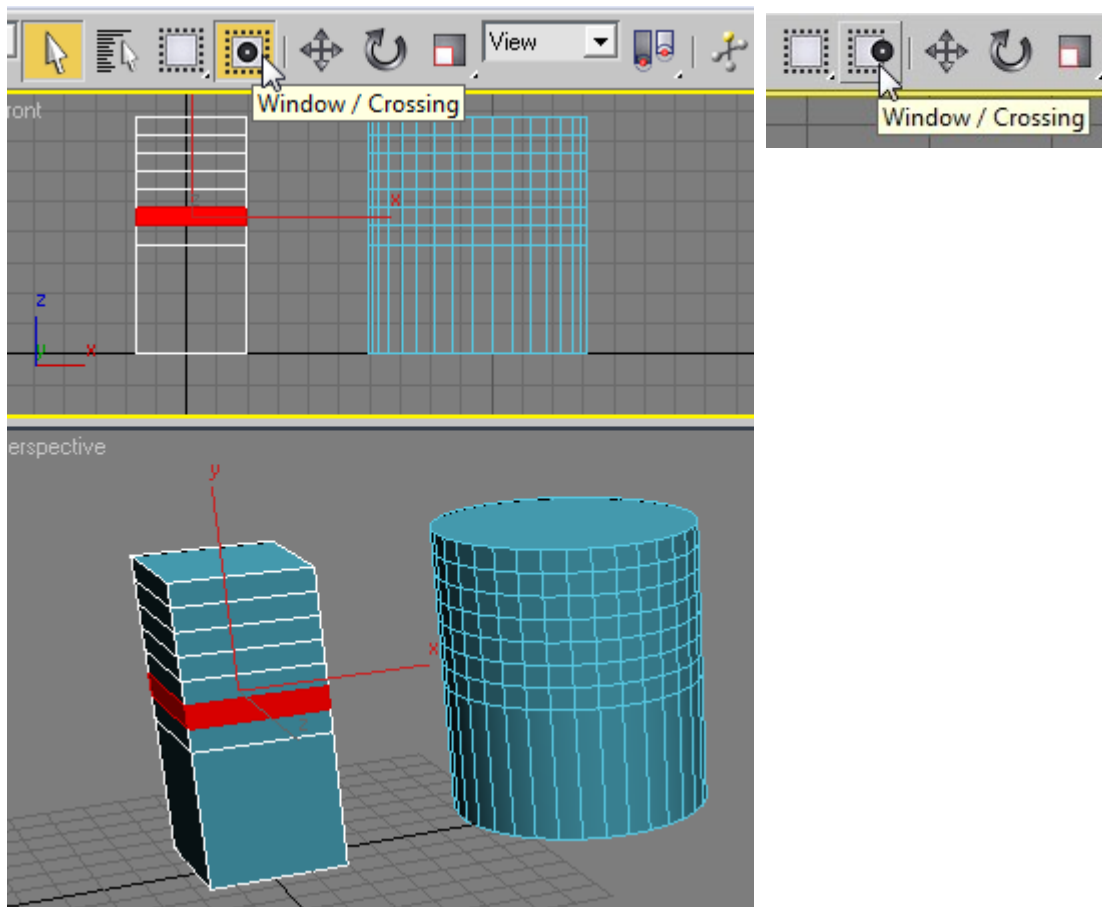 View
Window / Crossing
Window / Crossing
ront
x
z
z
y
x
erspective
y
x